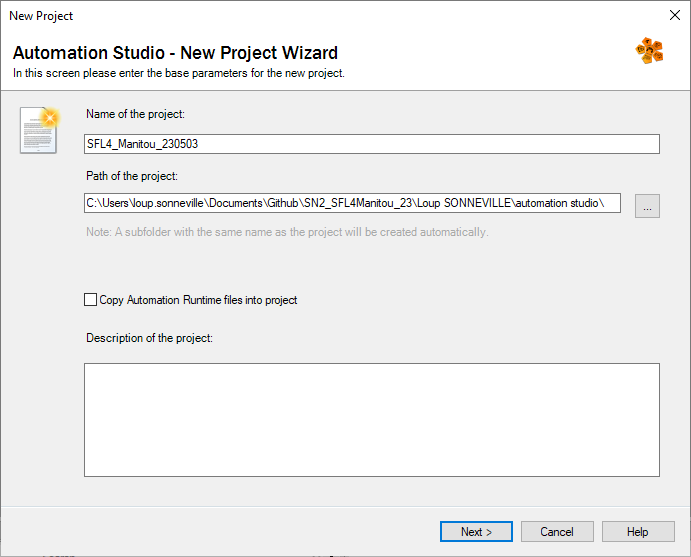 New Project
Automation Studio - New Project Wizard
In this screen please enter the base parameters for the new project.
Name of the project:
SFL4_Manitou_230503
Path of the project:
C:\Users\loup.sonneville\Documents\Github\SN2_SFL4Manitou_23\Loup SONNEVILLE\automation studio\
...
Note: A subfolder with the same name as the project will be created automatically.
Copy Automation Runtime files into project
Description of the project:
Next >
Cancel
Help